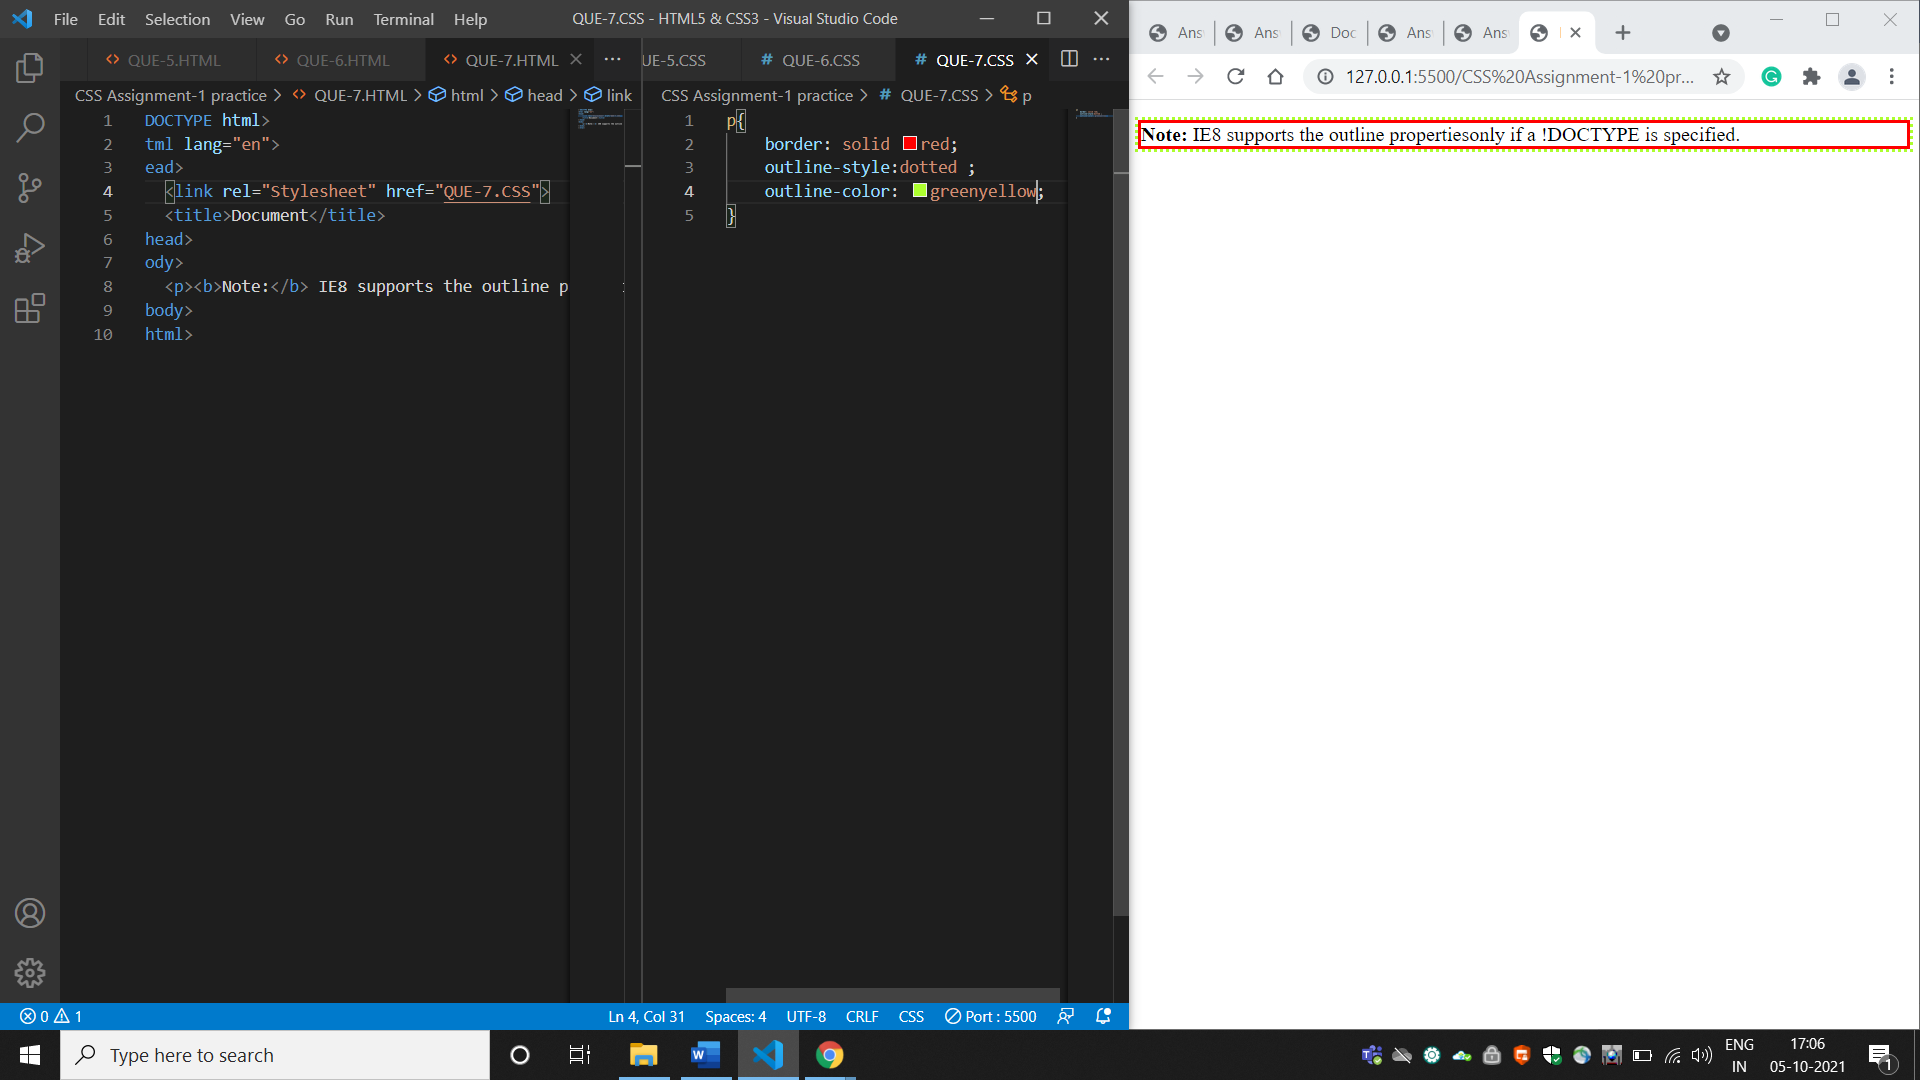 File Edit Selection View Go Run Terminal Help QUE-7.CSS - HTML5 & CSS3 - Visual Studio Code
QUE-5.HTML QUE-6.HTML QUE-7.HTML ··· UE-5.CSS QUE-6.CSS QUE-7.CSS ···
CSS Assignment-1 practice > QUE-7.HTML > html > head > link
1 DOCTYPE html>
2 tml lang="en">
3 ead>
4 <link rel="Stylesheet" href="QUE-7.CSS">
5 <title>Document</title>
6 head>
7 ody>
8 <p><b>Note:</b> IE8 supports the outline p
9 body>
10 html>
CSS Assignment-1 practice > QUE-7.CSS > p
1 p{
2 border: solid red;
3 outline-style:dotted ;
4 outline-color: greenyellow;
5 }
0 1 Ln 4, Col 31 Spaces: 4 UTF-8 CRLF CSS Port : 5500
Ans Ans Doc Ans Ans
127.0.0.1:5500/CSS%20Assignment-1%20pr...
Note: IE8 supports the outline propertiesonly if a !DOCTYPE is specified.
Type here to search
ENG
IN
17:06
05-10-2021
1